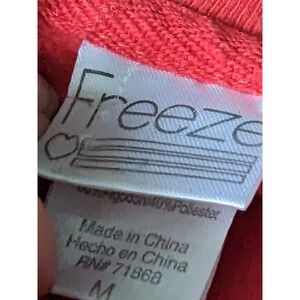 Freeze
Made in China
Hecho en China
RN# 71868
M